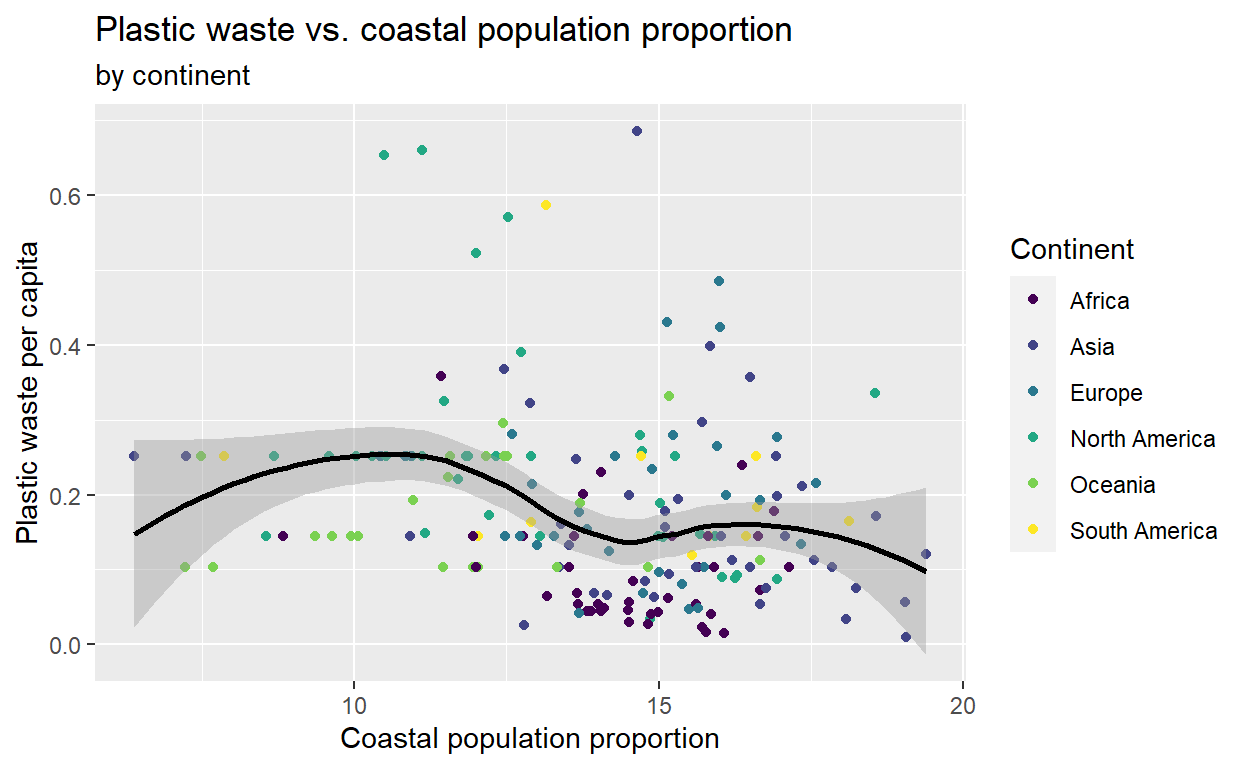 Plastic waste vs. coastal population proportion
by continent
Plastic waste per capita
0.6
0.4
0.2
0.0
10
15
20
Coastal population proportion
Continent
Africa
Asia
Europe
North America
Oceania
South America